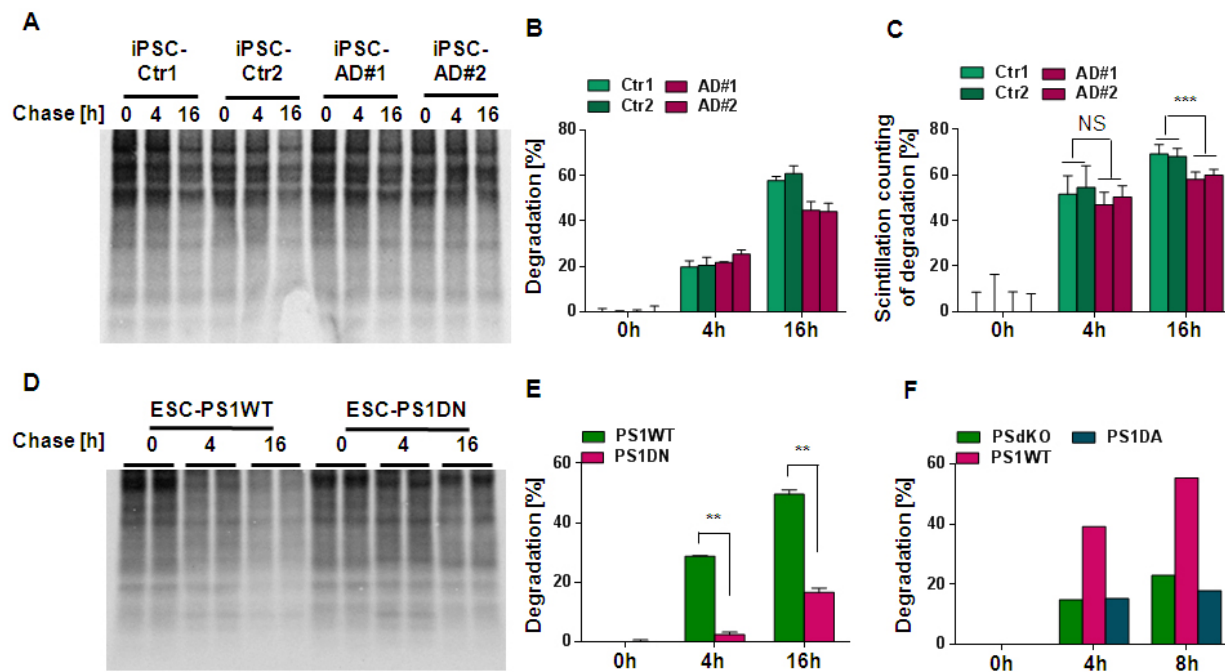 A
iPSC- iPSC- iPSC- iPSC-
Ctr1 Ctr2 AD#1 AD#2
Chase [h] 0 4 16 0 4 16 0 4 16 0 4 16
B
Ctr1 AD#1
Ctr2 AD#2
Degradation [%]
80
60
40
20
0
0h 4h 16h
C
Ctr1 AD#1
Ctr2 AD#2
Scintillation counting
of degradation [%]
80
60
40
20
0
NS
***
0h 4h 16h
D
ESC-PS1WT ESC-PS1DN
Chase [h] 0 4 16 0 4 16
E
PS1WT
PS1DN
Degradation [%]
60
40
20
0
**
**
0h 4h 16h
F
PSdKO PS1DA
PS1WT
Degradation [%]
60
40
20
0
0h 4h 8h